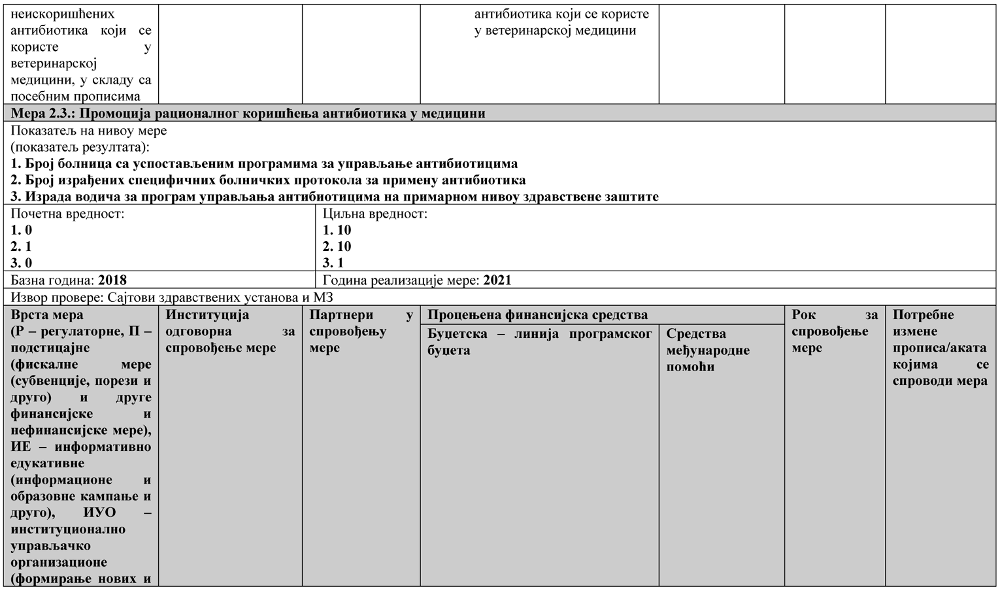 неискоришћених
антибиотика који се
користе у
ветеринарској
медицини, у складу са
посебним прописима
антибиотика који се користе
у ветеринарској медицини
Мера 2.3.: Промоција рационалног коришћења антибиотика у медицини
Показатељ на нивоу мере
(показатељ резултата):
1. Број болница са успостављеним програмима за управљање антибиотицима
2. Број израђених специфичних болничких протокола за примену антибиотика
3. Израда водича за програм управљања антибиотицима на примарном нивоу здравствене заштите
Почетна вредност:
1. 0
2. 1
3. 0
Циљна вредност:
1. 10
2. 10
3. 1
Базна година: 2018
Година реализације мере: 2021
Извор провере: Сајтови здравствених установа и МЗ
Врста мера
(Р – регулаторне, П –
подстицајне
(фискалне мере
(субвенције, порези и
друго) и друге
финансијске и
нефинансијске мере),
ИЕ – информативно
едукативне
(информационе и
образовне кампање и
друго), ИУО –
институционално
управљачко
организационе
(формирање нових и
Институција
одговорна за
спровођење мере
Партнери у
спровођењу
мере
Процењена финансијска средства
Буџетска – линија програмског
буџета
Средства
међународне
помоћи
Рок за
спровођење
мере
Потребне
измене
прописа/аката
којима се
спроводи мера